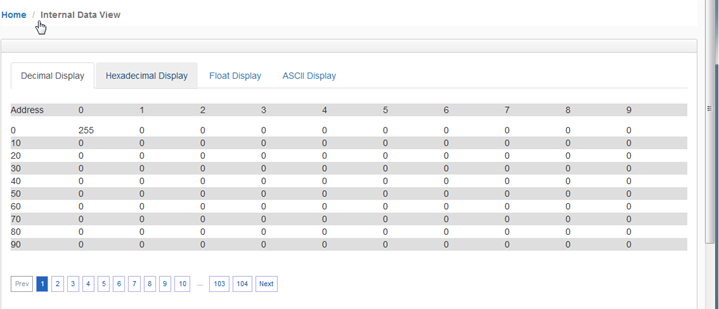 Home / Internal Data View
Decimal Display Hexadecimal Display Float Display ASCII Display
Address 0 1 2 3 4 5 6 7 8 9
0 255 0 0 0 0 0 0 0 0 0
10 0 0 0 0 0 0 0 0 0 0
20 0 0 0 0 0 0 0 0 0 0
30 0 0 0 0 0 0 0 0 0 0
40 0 0 0 0 0 0 0 0 0 0
50 0 0 0 0 0 0 0 0 0 0
60 0 0 0 0 0 0 0 0 0 0
70 0 0 0 0 0 0 0 0 0 0
80 0 0 0 0 0 0 0 0 0 0
90 0 0 0 0 0 0 0 0 0 0
Prev 1 2 3 4 5 6 7 8 9 10 ... 103 104 Next